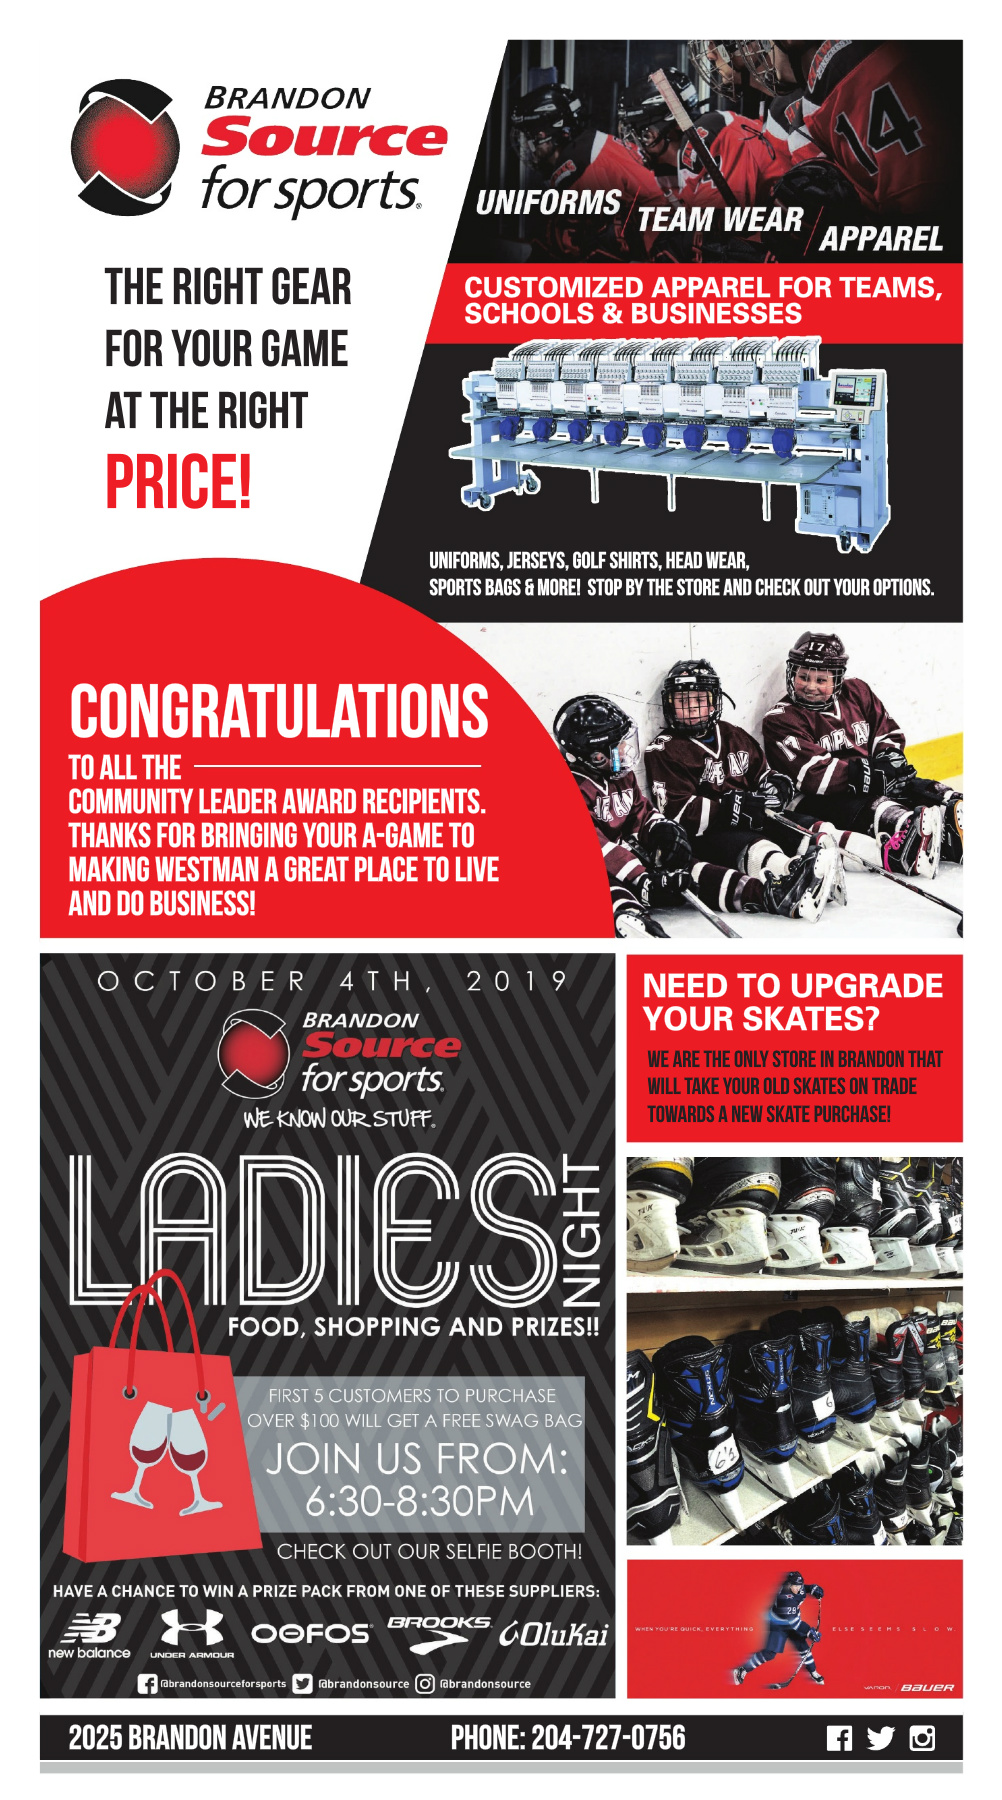 BRANDON
Source
for sports®
THE RIGHT GEAR
FOR YOUR GAME
AT THE RIGHT
PRICE!
14
UNIFORMS
TEAM WEAR
APPAREL
CUSTOMIZED APPAREL FOR TEAMS,
SCHOOLS & BUSINESSES
UNIFORMS, JERSEYS, GOLF SHIRTS, HEAD WEAR,
SPORTS BAGS & MORE! STOP BY THE STORE AND CHECK OUT YOUR OPTIONS.
CONGRATULATIONS
TO ALL THE
COMMUNITY LEADER AWARD RECIPIENTS.
THANKS FOR BRINGING YOUR A-GAME TO
MAKING WESTMAN A GREAT PLACE TO LIVE
AND DO BUSINESS!
17
17
OCTOBER 4TH, 2019
BRANDON
Source
for sports®
WE KNOW OUR STUFF®
LADIES
NIGHT
FOOD, SHOPPING AND PRIZES!!
FIRST 5 CUSTOMERS TO PURCHASE
OVER $100 WILL GET A FREE SWAG BAG
JOIN US FROM:
6:30-8:30PM
CHECK OUT OUR SELFIE BOOTH!
HAVE A CHANCE TO WIN A PRIZE PACK FROM ONE OF THESE SUPPLIERS:
new balance
UNDER ARMOUR
OOFOS
BROOKS
OluKai
@brandonsourceforsports @brandonsource @brandonsource
NEED TO UPGRADE
YOUR SKATES?
WE ARE THE ONLY STORE IN BRANDON THAT
WILL TAKE YOUR OLD SKATES ON TRADE
TOWARDS A NEW SKATE PURCHASE!
6
6½
WHEN YOU'RE QUICK, EVERYTHING ELSE SEEMS SLOW.
28
VAPOR. BAUER
2025 BRANDON AVENUE
PHONE: 204-727-0756